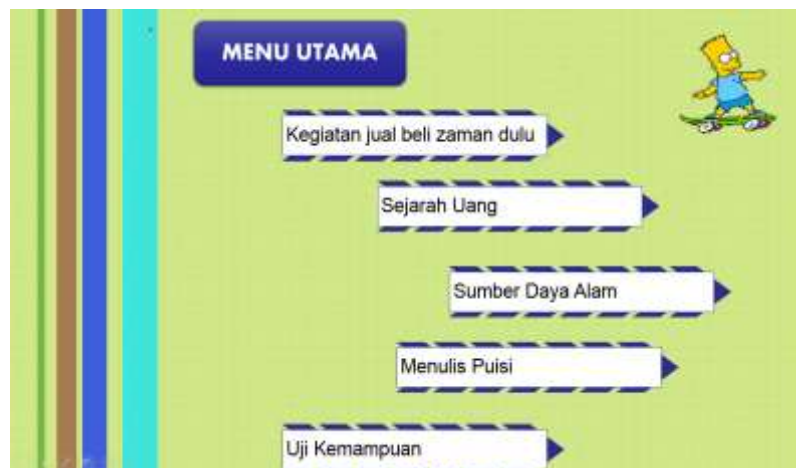 MENU UTAMA
Kegiatan jual beli zaman dulu
Sejarah Uang
Sumber Daya Alam
Menulis Puisi
Uji Kemampuan